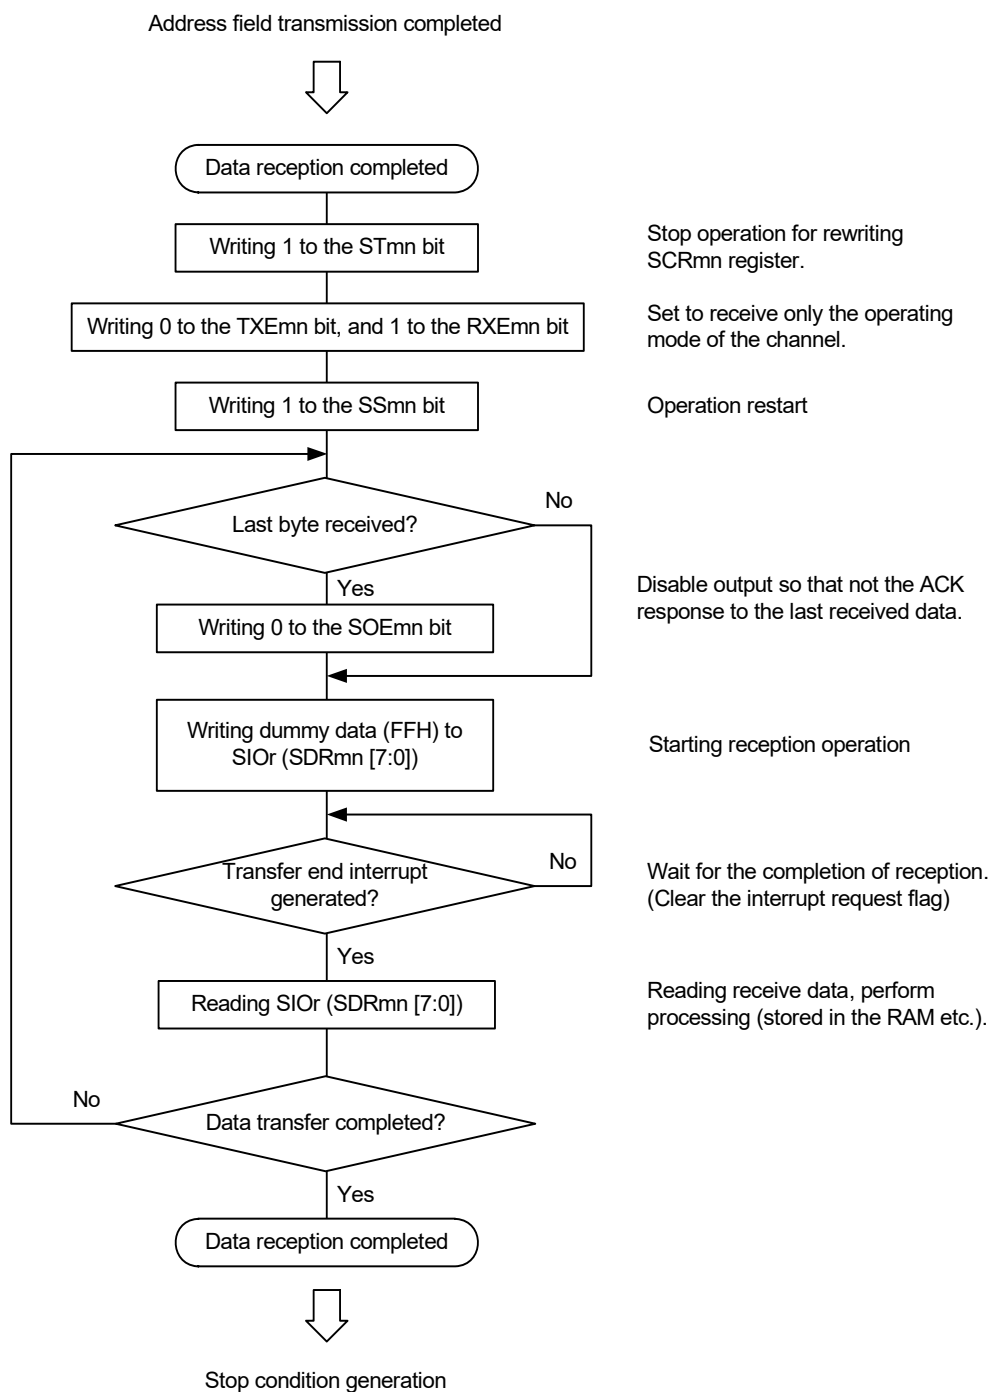 Address field transmission completed
Data reception completed
Writing 1 to the STmn bit
Stop operation for rewriting
SCRmn register.
Writing 0 to the TXEmn bit, and 1 to the RXEmn bit
Set to receive only the operating
mode of the channel.
Writing 1 to the SSmn bit
Operation restart
Last byte received?
No
Yes
Writing 0 to the SOEmn bit
Disable output so that not the ACK
response to the last received data.
Writing dummy data (FFH) to
SIOr (SDRmn [7:0])
Starting reception operation
Transfer end interrupt
generated?
No
Wait for the completion of reception.
(Clear the interrupt request flag)
Yes
Reading SIOr (SDRmn [7:0])
Reading receive data, perform
processing (stored in the RAM etc.).
No
Data transfer completed?
Yes
Data reception completed
Stop condition generation